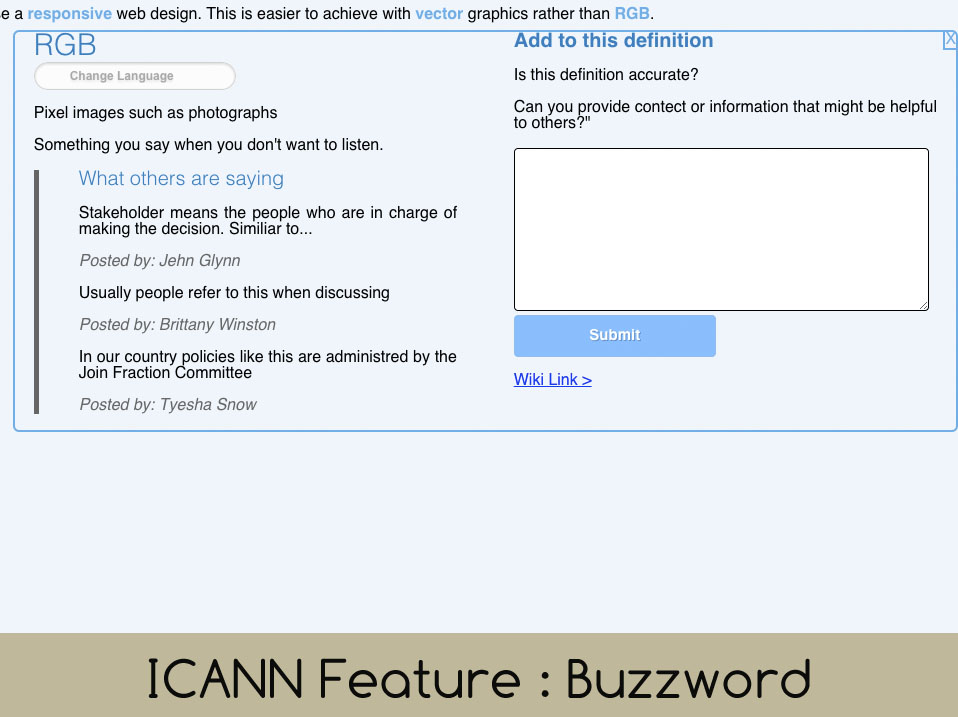 e a responsive web design. This is easier to achieve with vector graphics rather than RGB.
RGB
Change Language
Pixel images such as photographs
Something you say when you don't want to listen.
What others are saying
Stakeholder means the people who are in charge of
making the decision. Similiar to...
Posted by: Jehn Glynn
Usually people refer to this when discussing
Posted by: Brittany Winston
In our country policies like this are administred by the
Join Fraction Committee
Posted by: Tyesha Snow
Add to this definition
X
Is this definition accurate?
Can you provide contect or information that might be helpful
to others?"
Submit
Wiki Link >
ICANN Feature : Buzzword